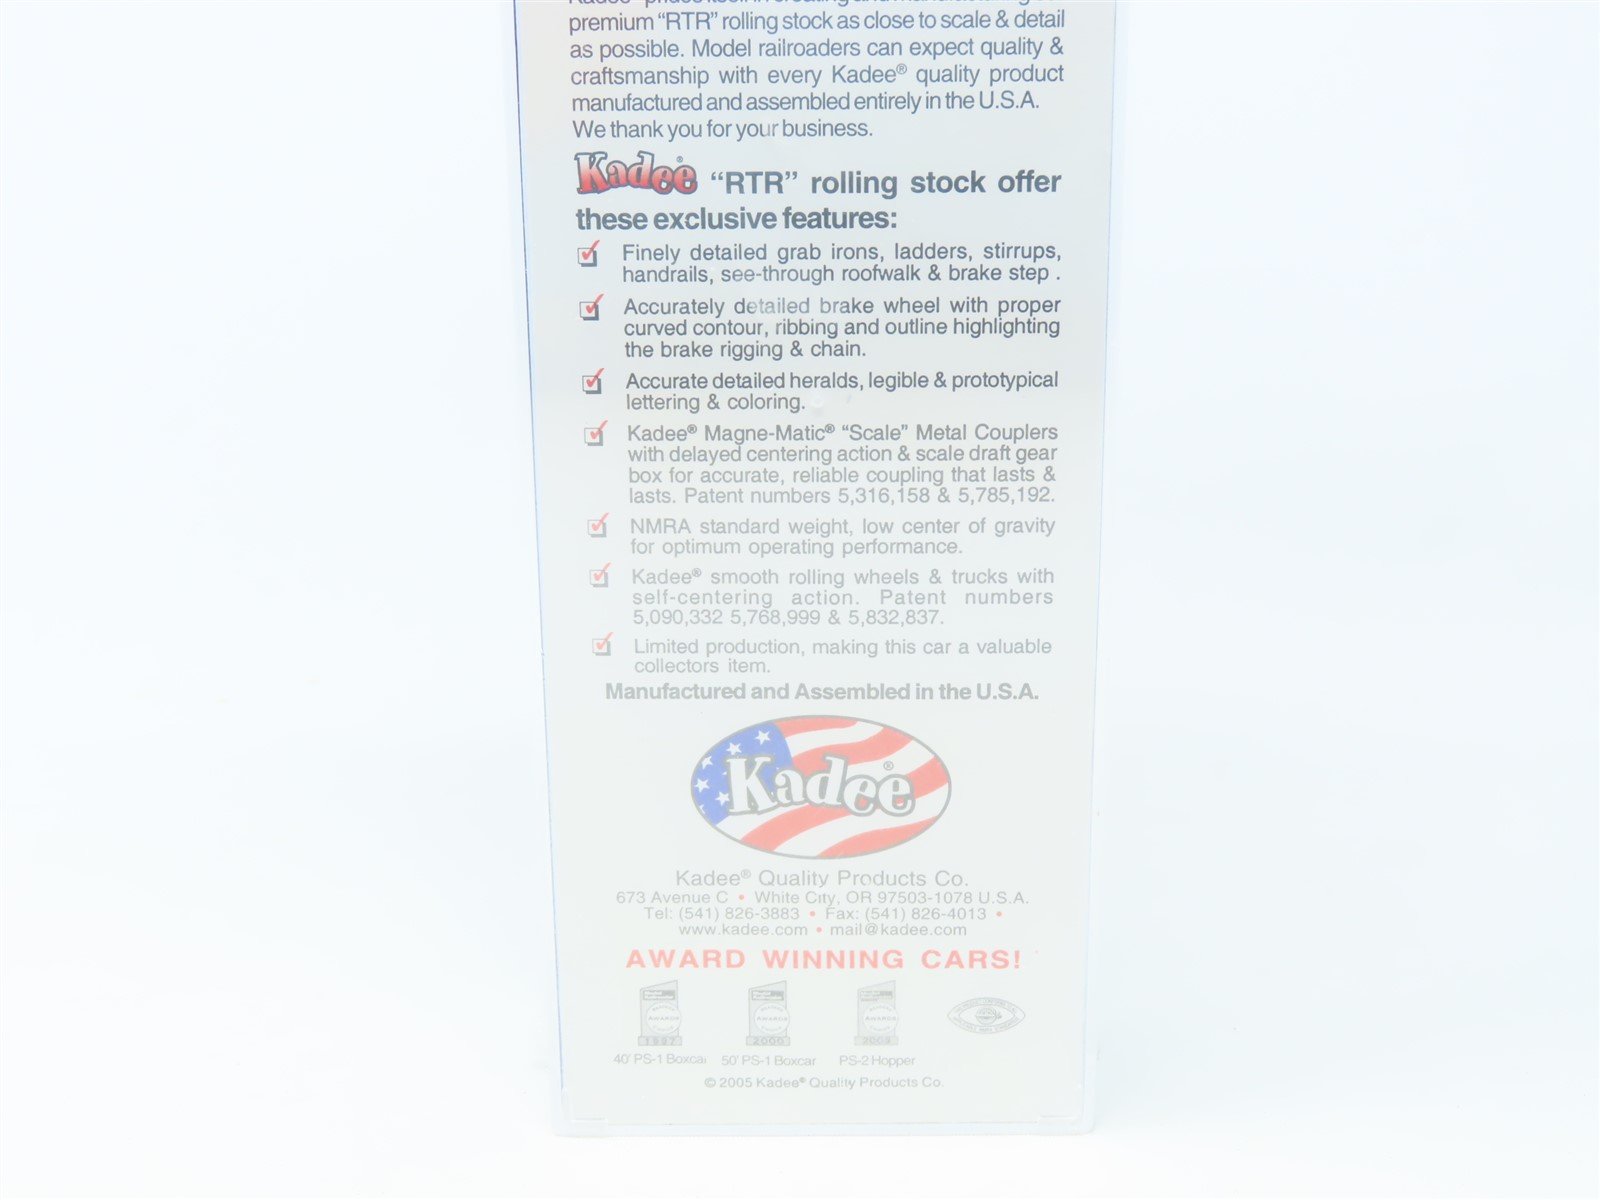 premium “RTR” rolling stock as close to scale & detail
as possible. Model railroaders can expect quality &
craftsmanship with every Kadee® quality product
manufactured and assembled entirely in the U.S.A.
We thank you for your business.
Kadee® “RTR” rolling stock offer
these exclusive features:
Finely detailed grab irons, ladders, stirrups,
handrails, see-through roofwalk & brake step .
Accurately detailed brake wheel with proper
curved contour, ribbing and outline highlighting
the brake rigging & chain.
Accurate detailed heralds, legible & prototypical
lettering & coloring.
Kadee® Magne-Matic® “Scale” Metal Couplers
with delayed centering action & scale draft gear
box for accurate, reliable coupling that lasts &
lasts. Patent numbers 5,316,158 & 5,785,192.
NMRA standard weight, low center of gravity
for optimum operating performance.
Kadee® smooth rolling wheels & trucks with
self-centering action. Patent numbers
5,090,332 5,768,999 & 5,832,837.
Limited production, making this car a valuable
collectors item.
Manufactured and Assembled in the U.S.A.
Kadee®
Kadee® Quality Products Co.
673 Avenue C • White City, OR 97503-1078 U.S.A.
Tel: (541) 826-3883 • Fax: (541) 826-4013 •
www.kadee.com • mail@kadee.com
AWARD WINNING CARS!
AWARDS AWARDS AWARDS
1997 2000
40' PS-1 Boxcar 50' PS-1 Boxcar PS-2 Hopper
© 2005 Kadee® Quality Products Co.